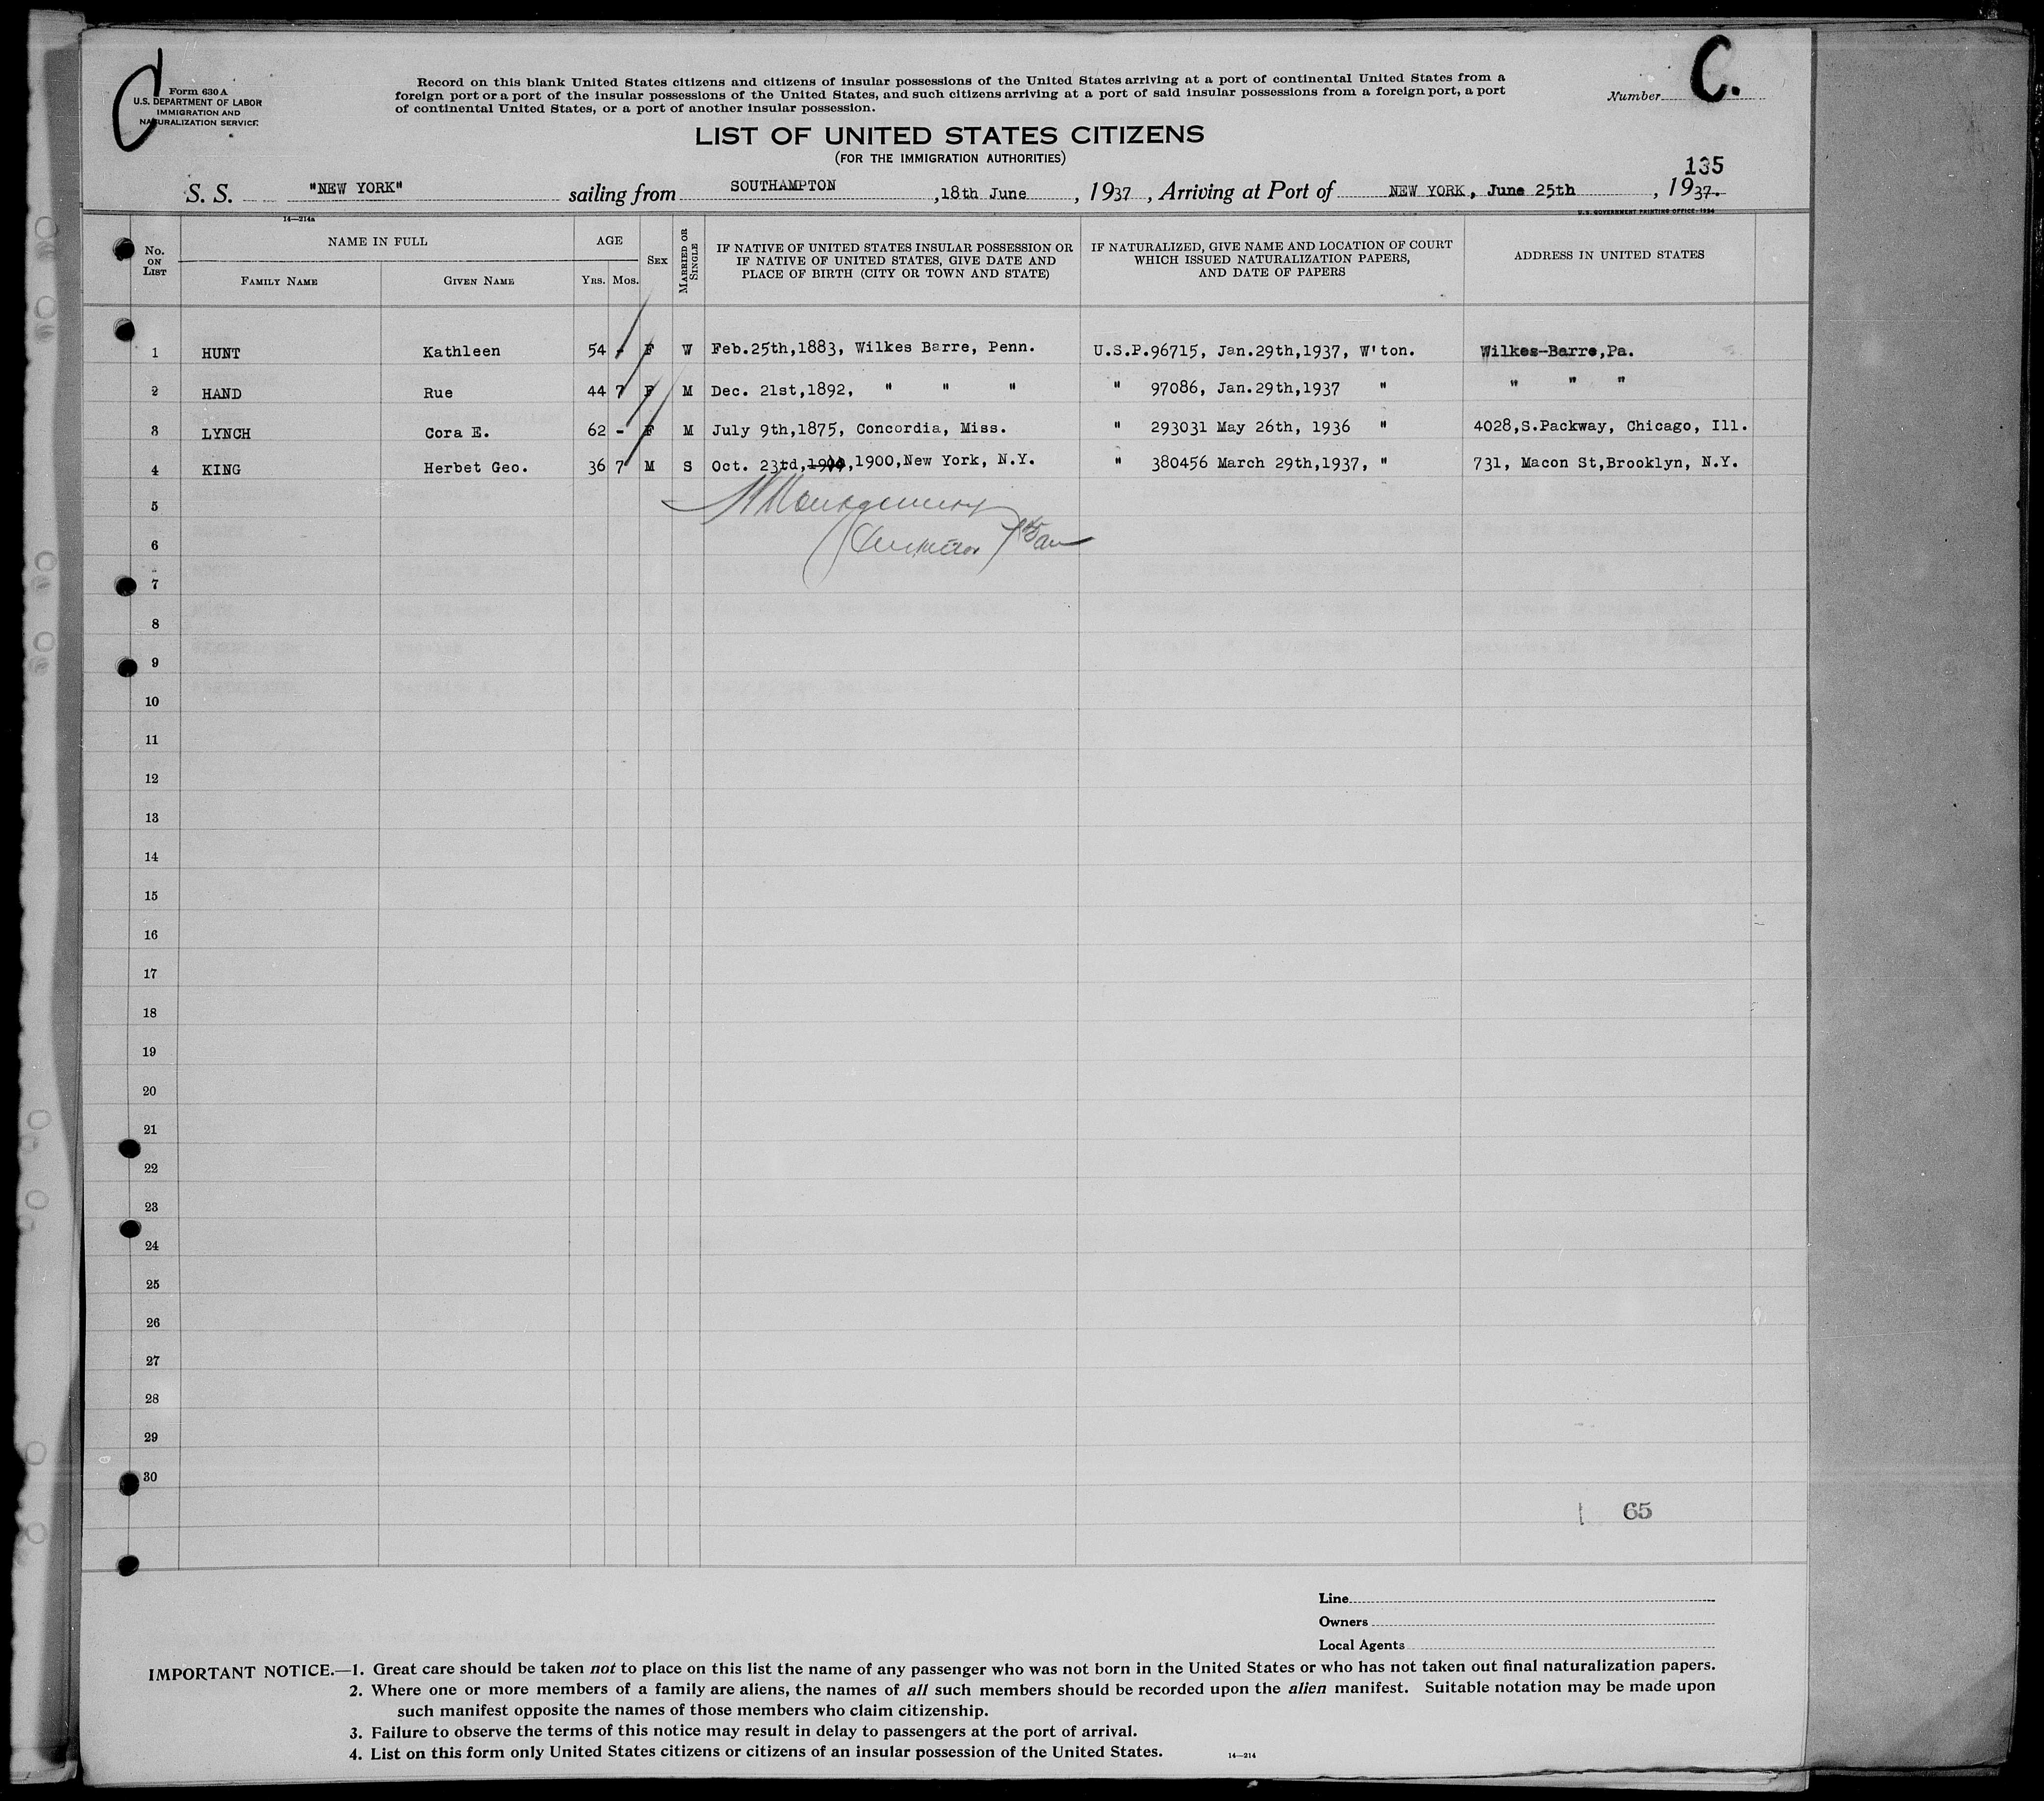 C
C.
Form 630 A
U.S. DEPARTMENT OF LABOR
IMMIGRATION AND
NATURALIZATION SERVICE
Record on this blank United States citizens and citizens of insular possessions of the United States arriving at a port of continental United States from a
foreign port or a port of the insular possessions of the United States, and such citizens arriving at a port of said insular possessions from a foreign port, a port
of continental United States, or a port of another insular possession.
Number
LIST OF UNITED STATES CITIZENS
(FOR THE IMMIGRATION AUTHORITIES)
135
S. S. "NEW YORK" sailing from SOUTHAMPTON ,18th June , 1937 , Arriving at Port of NEW YORK, June 25th , 1937.
14—214a
U.S. GOVERNMENT PRINTING OFFICE: 1934
No. ON LIST
NAME IN FULL
FAMILY NAME
GIVEN NAME
AGE
YRS. MOS.
SEX
MARRIED OR SINGLE
IF NATIVE OF UNITED STATES INSULAR POSSESSION OR
IF NATIVE OF UNITED STATES, GIVE DATE AND
PLACE OF BIRTH (CITY OR TOWN AND STATE)
IF NATURALIZED, GIVE NAME AND LOCATION OF COURT
WHICH ISSUED NATURALIZATION PAPERS,
AND DATE OF PAPERS
ADDRESS IN UNITED STATES
1 HUNT Kathleen 54 - F W Feb.25th,1883, Wilkes Barre, Penn. U.S.P.96715, Jan.29th,1937, W'ton. Wilkes-Barre,Pa.
2 HAND Rue 44 7 F M Dec. 21st,1892, " " " " 97086, Jan.29th,1937 " " " "
3 LYNCH Cora E. 62 - F M July 9th,1875, Concordia, Miss. " 293031 May 26th, 1936 " 4028,S.Packway, Chicago, Ill.
4 KING Herbet Geo. 36 7 M S Oct. 23td,1900,New York, N.Y. " 380456 March 29th,1937, " 731, Macon St,Brooklyn, N.Y.
5
6
7
8
9
10
11
12
13
14
15
16
17
18
19
20
21
22
23
24
25
26
27
28
29
30
65
Line
Owners
Local Agents
IMPORTANT NOTICE.—1. Great care should be taken not to place on this list the name of any passenger who was not born in the United States or who has not taken out final naturalization papers.
2. Where one or more members of a family are aliens, the names of all such members should be recorded upon the alien manifest. Suitable notation may be made upon
such manifest opposite the names of those members who claim citizenship.
3. Failure to observe the terms of this notice may result in delay to passengers at the port of arrival.
4. List on this form only United States citizens or citizens of an insular possession of the United States.
14—214